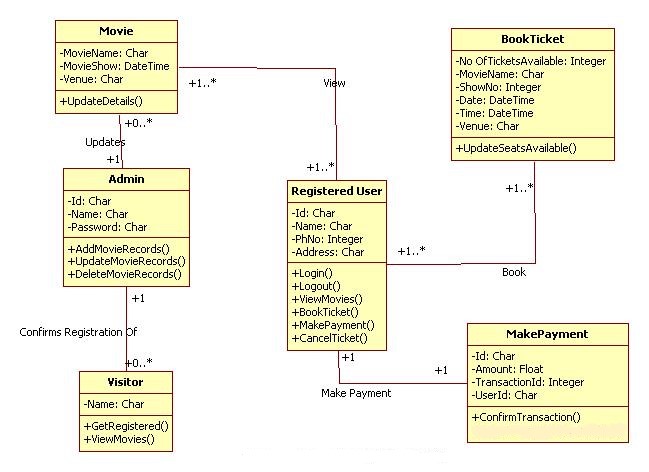 Movie
-MovieName: Char
-MovieShow: DateTime
-Venue: Char
+UpdateDetails()
+1..*
View
+1..*
+0..*
Updates
+1
BookTicket
-No OfTicketsAvailable: Integer
-MovieName: Char
-ShowNo: Integer
-Date: DateTime
-Time: DateTime
-Venue: Char
+UpdateSeatsAvailable()
+1..*
Admin
-Id: Char
-Name: Char
-Password: Char
+AddMovieRecords()
+UpdateMovieRecords()
+DeleteMovieRecords()
+1
Confirms Registration Of
+0..*
Registered User
-Id: Char
-Name: Char
-PhNo: Integer
-Address: Char
+Login()
+Logout()
+ViewMovies()
+BookTicket()
+MakePayment()
+CancelTicket()
+1..*
Book
+1
Make Payment
+1
Visitor
-Name: Char
+GetRegistered()
+ViewMovies()
MakePayment
-Id: Char
-Amount: Float
-TransactionId: Integer
-UserId: Char
+ConfirmTransaction()